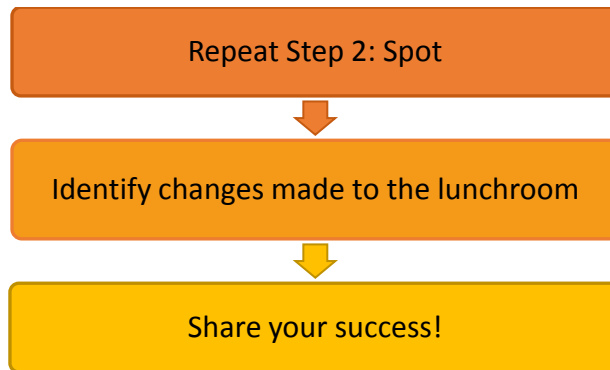 Repeat Step 2: Spot
Identify changes made to the lunchroom
Share your success!